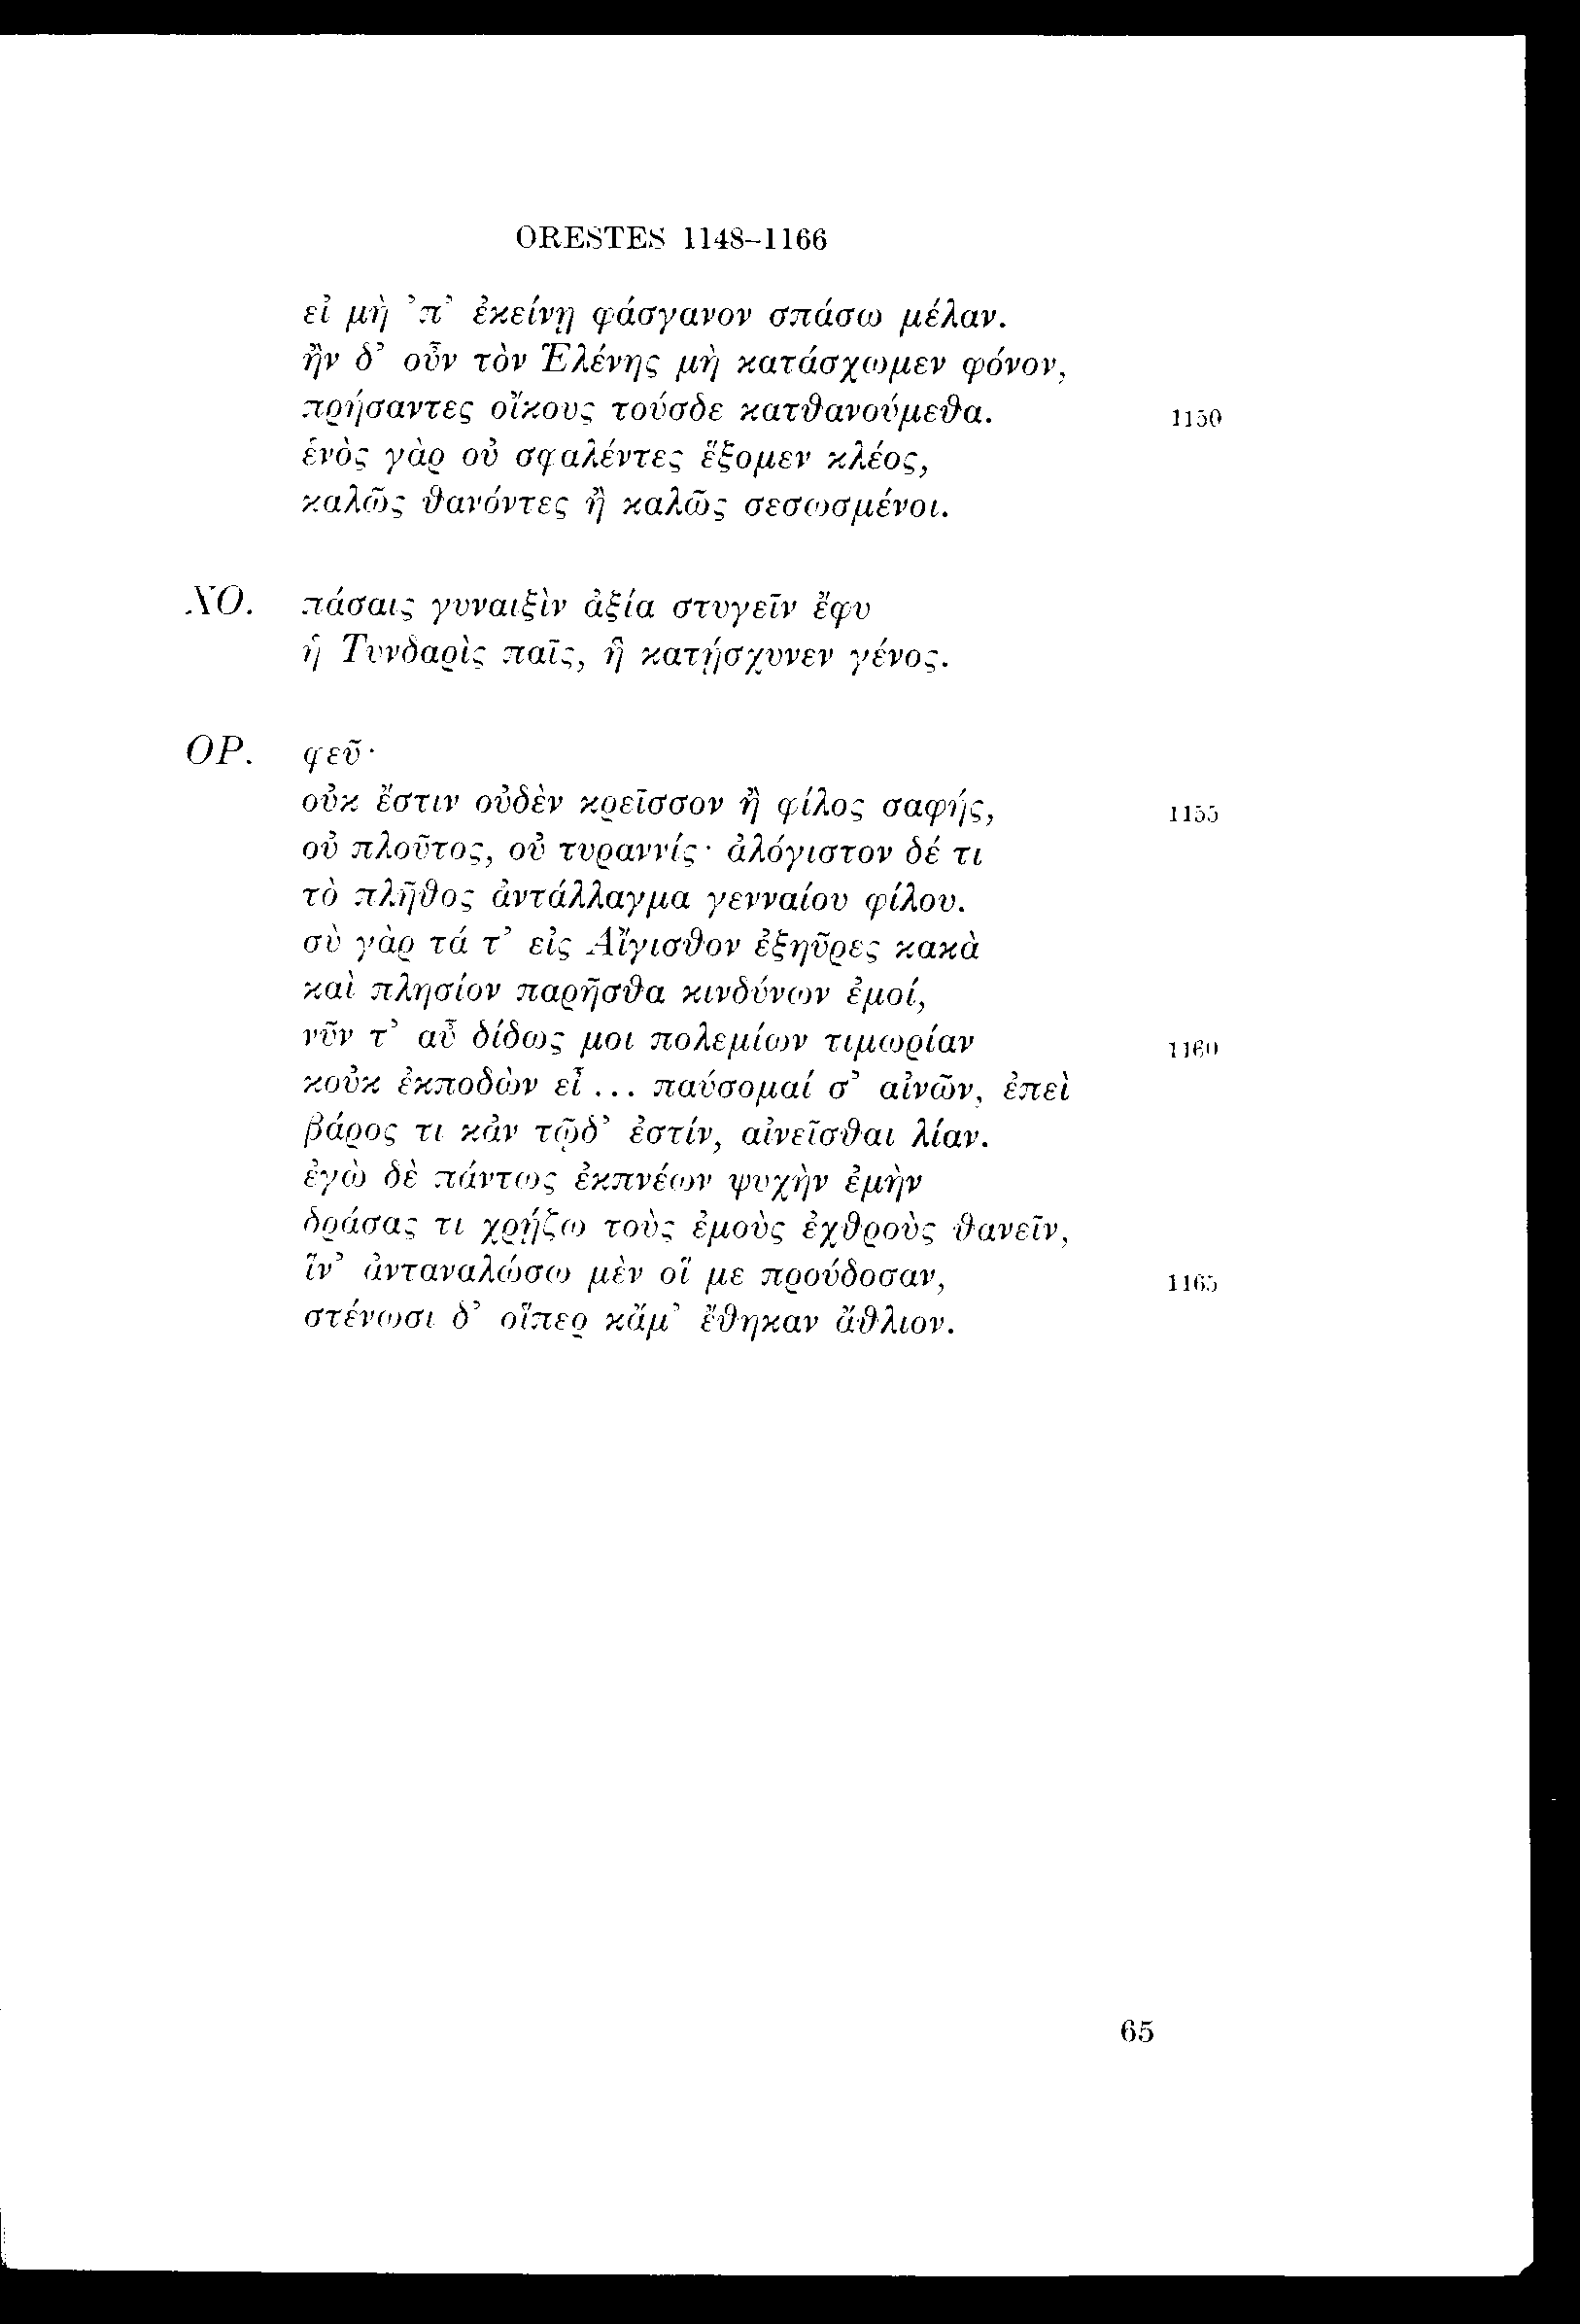 ORESTES 1148–1166
εἰ μὴ ’π’ ἐκείνῃ φάσγανον σπάσω μέλαν.
ἢν δ’ οὖν τὸν Ἑλένης μὴ κατάσχωμεν φόνον,
πρήσαντες οἴκους τούσδε κατθανούμεθα. 1150
ἑνὸς γὰρ οὐ σφαλέντες ἕξομεν κλέος,
καλῶς θανόντες ἢ καλῶς σεσωσμένοι.
ΧΟ. πάσαις γυναιξὶν ἀξία στυγεῖν ἔφυ
ἡ Τυνδαρὶς παῖς, ἣ κατῄσχυνεν γένος.
ΟΡ. φεῦ·
οὐκ ἔστιν οὐδὲν κρεῖσσον ἢ φίλος σαφής, 1155
οὐ πλοῦτος, οὐ τυραννίς· ἀλόγιστον δέ τι
τὸ πλῆθος ἀντάλλαγμα γενναίου φίλου.
σὺ γὰρ τά τ’ εἰς Αἴγισθον ἐξηῦρες κακὰ
καὶ πλησίον παρῆσθα κινδύνων ἐμοί,
νῦν τ’ αὖ δίδως μοι πολεμίων τιμωρίαν 1160
κοὐκ ἐκποδὼν εἶ ... παύσομαί σ’ αἰνῶν, ἐπεὶ
βάρος τι κἀν τῷδ’ ἐστίν, αἰνεῖσθαι λίαν.
ἐγὼ δὲ πάντως ἐκπνέων ψυχὴν ἐμὴν
δράσας τι χρῄζω τοὺς ἐμοὺς ἐχθροὺς θανεῖν,
ἵν’ ἀνταναλώσω μὲν οἵ με προύδοσαν, 1165
στένωσι δ’ οἵπερ κἄμ’ ἔθηκαν ἄθλιον.
65